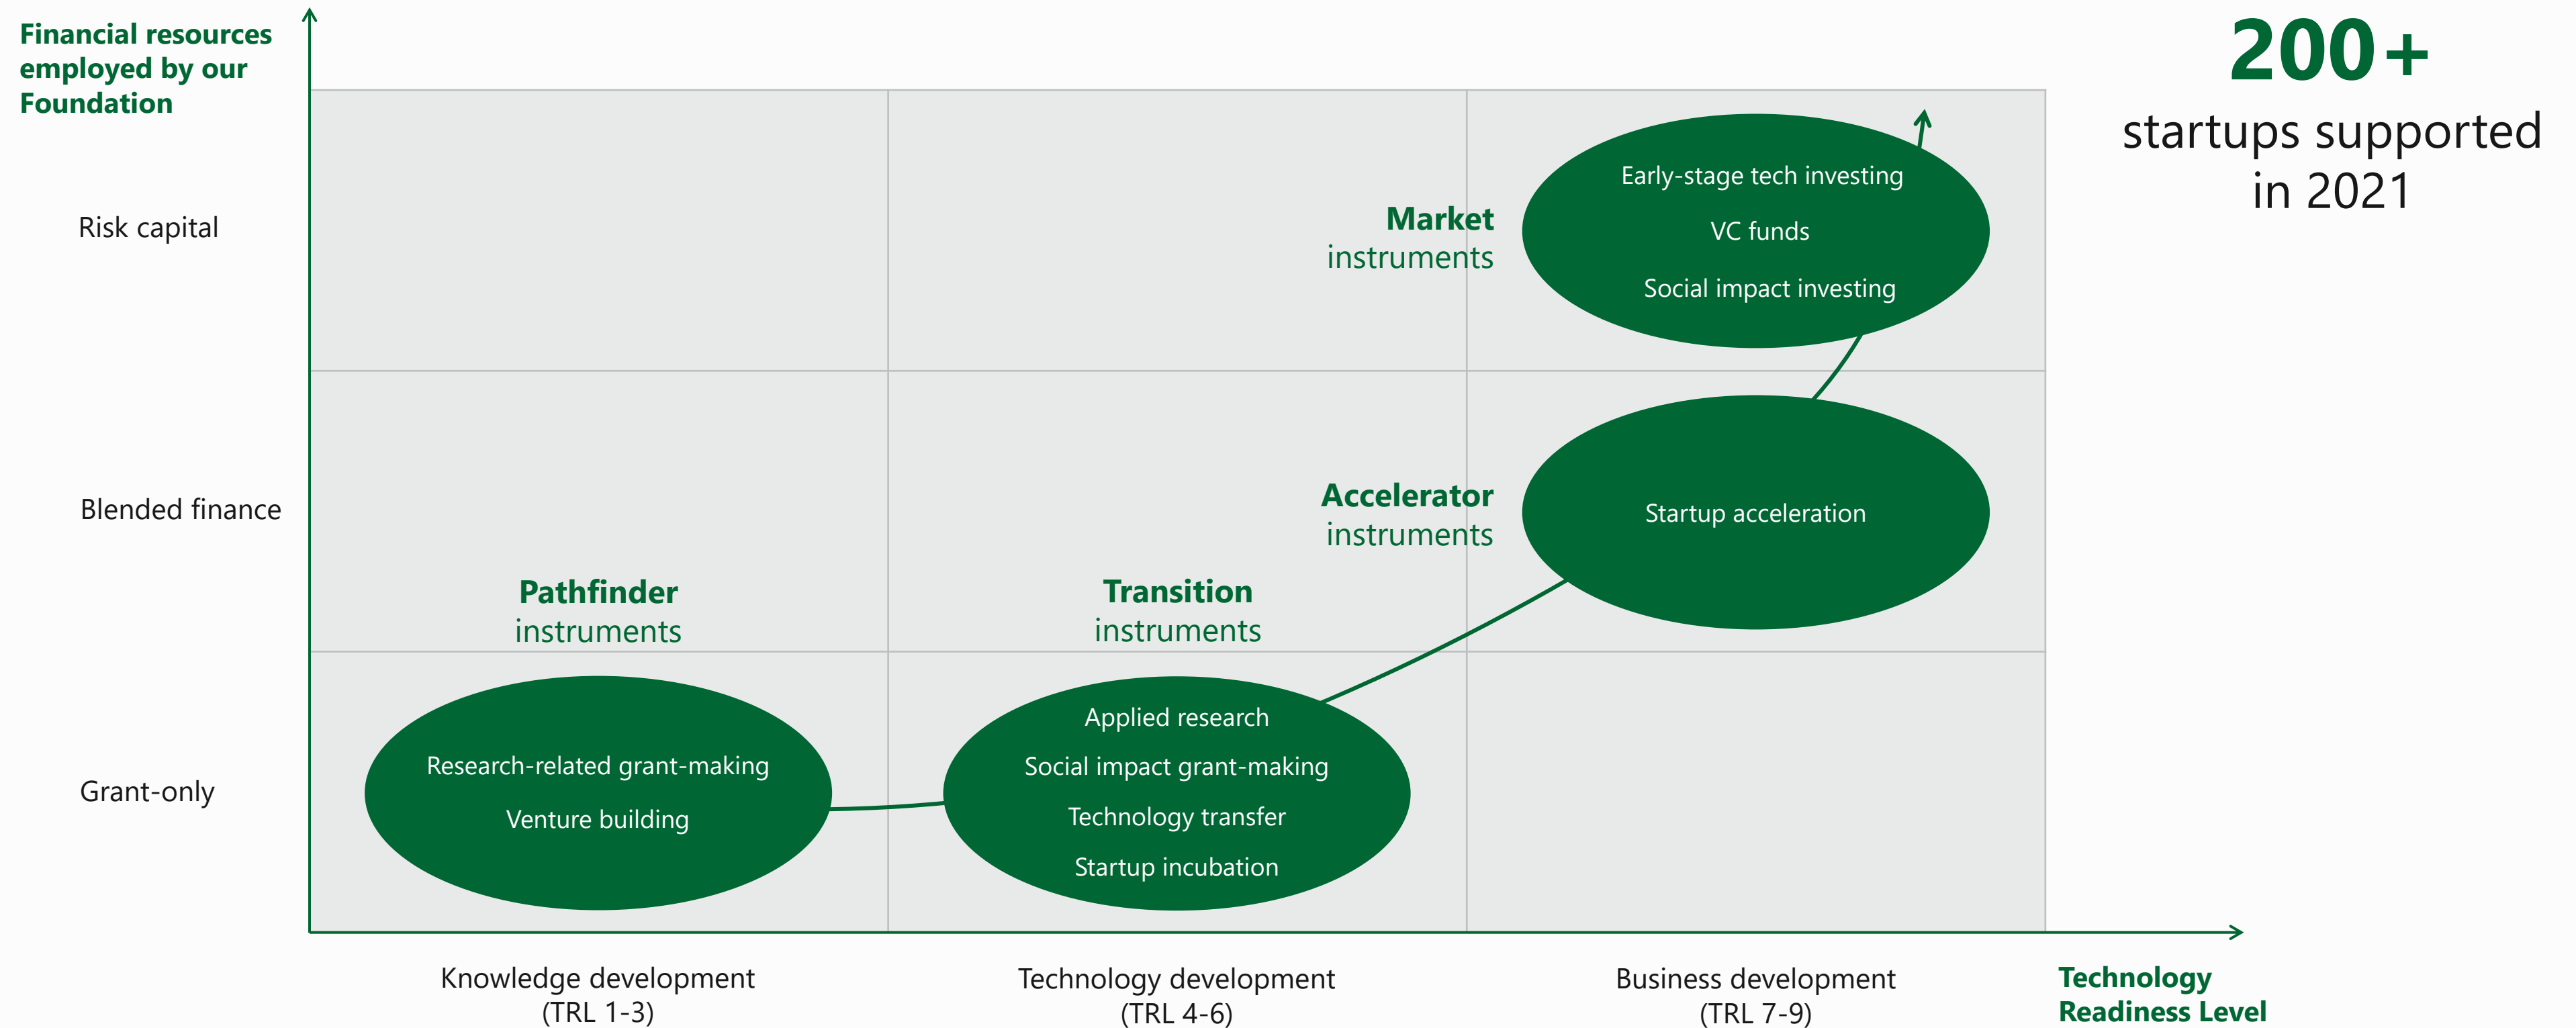 Financial resources
employed by our
Foundation
200+
startups supported
in 2021
Risk capital
Market
instruments
Early-stage tech investing
VC funds
Social impact investing
Blended finance
Accelerator
instruments
Startup acceleration
Pathfinder
instruments
Transition
instruments
Grant-only
Research-related grant-making
Venture building
Applied research
Social impact grant-making
Technology transfer
Startup incubation
Knowledge development
(TRL 1-3)
Technology development
(TRL 4-6)
Business development
(TRL 7-9)
Technology
Readiness Level